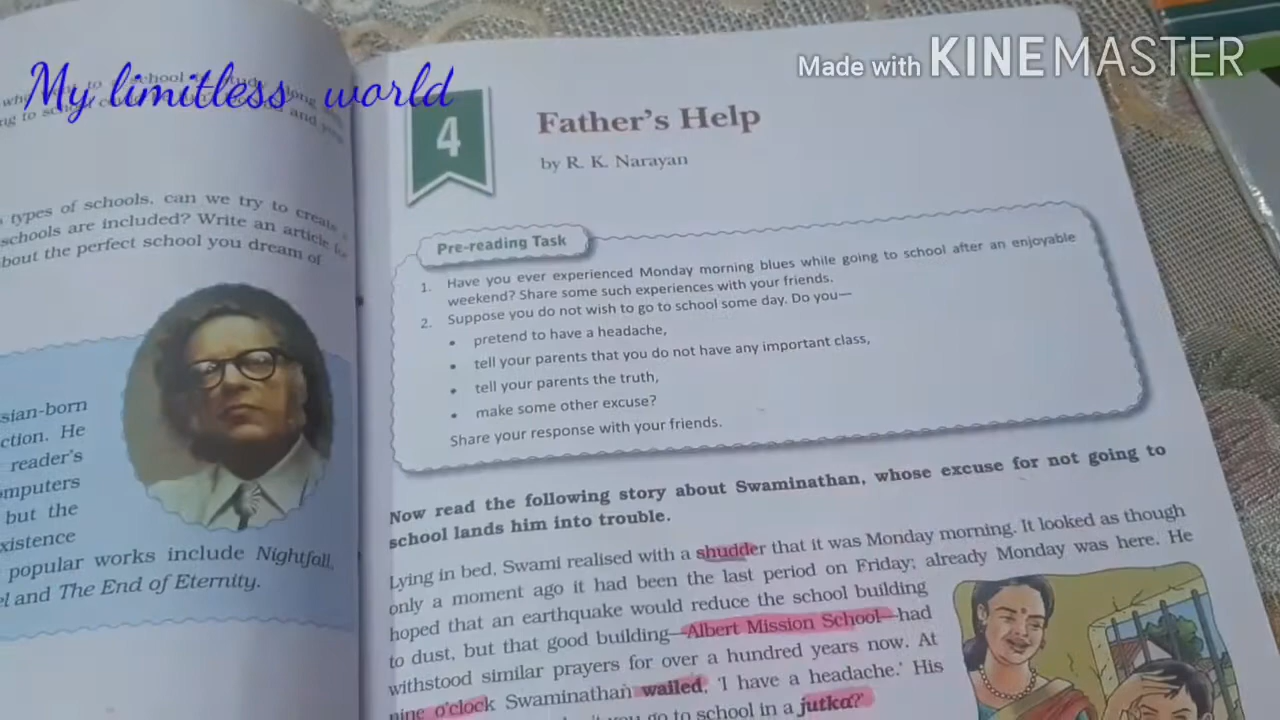 My limitless world
Made with KINEMASTER
types of schools, can we try to create
schools are included? Write an article for
about the perfect school you dream of
sian-born
ction. He
reader's
mputers
but the
xistence
popular works include Nightfall,
and The End of Eternity.
4
Father's Help
by R. K. Narayan
Pre-reading Task
1. Have you ever experienced Monday morning blues while going to school after an enjoyable
weekend? Share some such experiences with your friends.
2. Suppose you do not wish to go to school some day. Do you—
• pretend to have a headache,
• tell your parents that you do not have any important class,
• tell your parents the truth,
• make some other excuse?
Share your response with your friends.
Now read the following story about Swaminathan, whose excuse for not going to
school lands him into trouble.
Lying in bed, Swami realised with a shudder that it was Monday morning. It looked as though
only a moment ago it had been the last period on Friday; already Monday was here. He
hoped that an earthquake would reduce the school building
to dust, but that good building—Albert Mission School—had
withstood similar prayers for over a hundred years now. At
nine o'clock Swaminathan wailed, 'I have a headache.' His
you go to school in a jutka?'